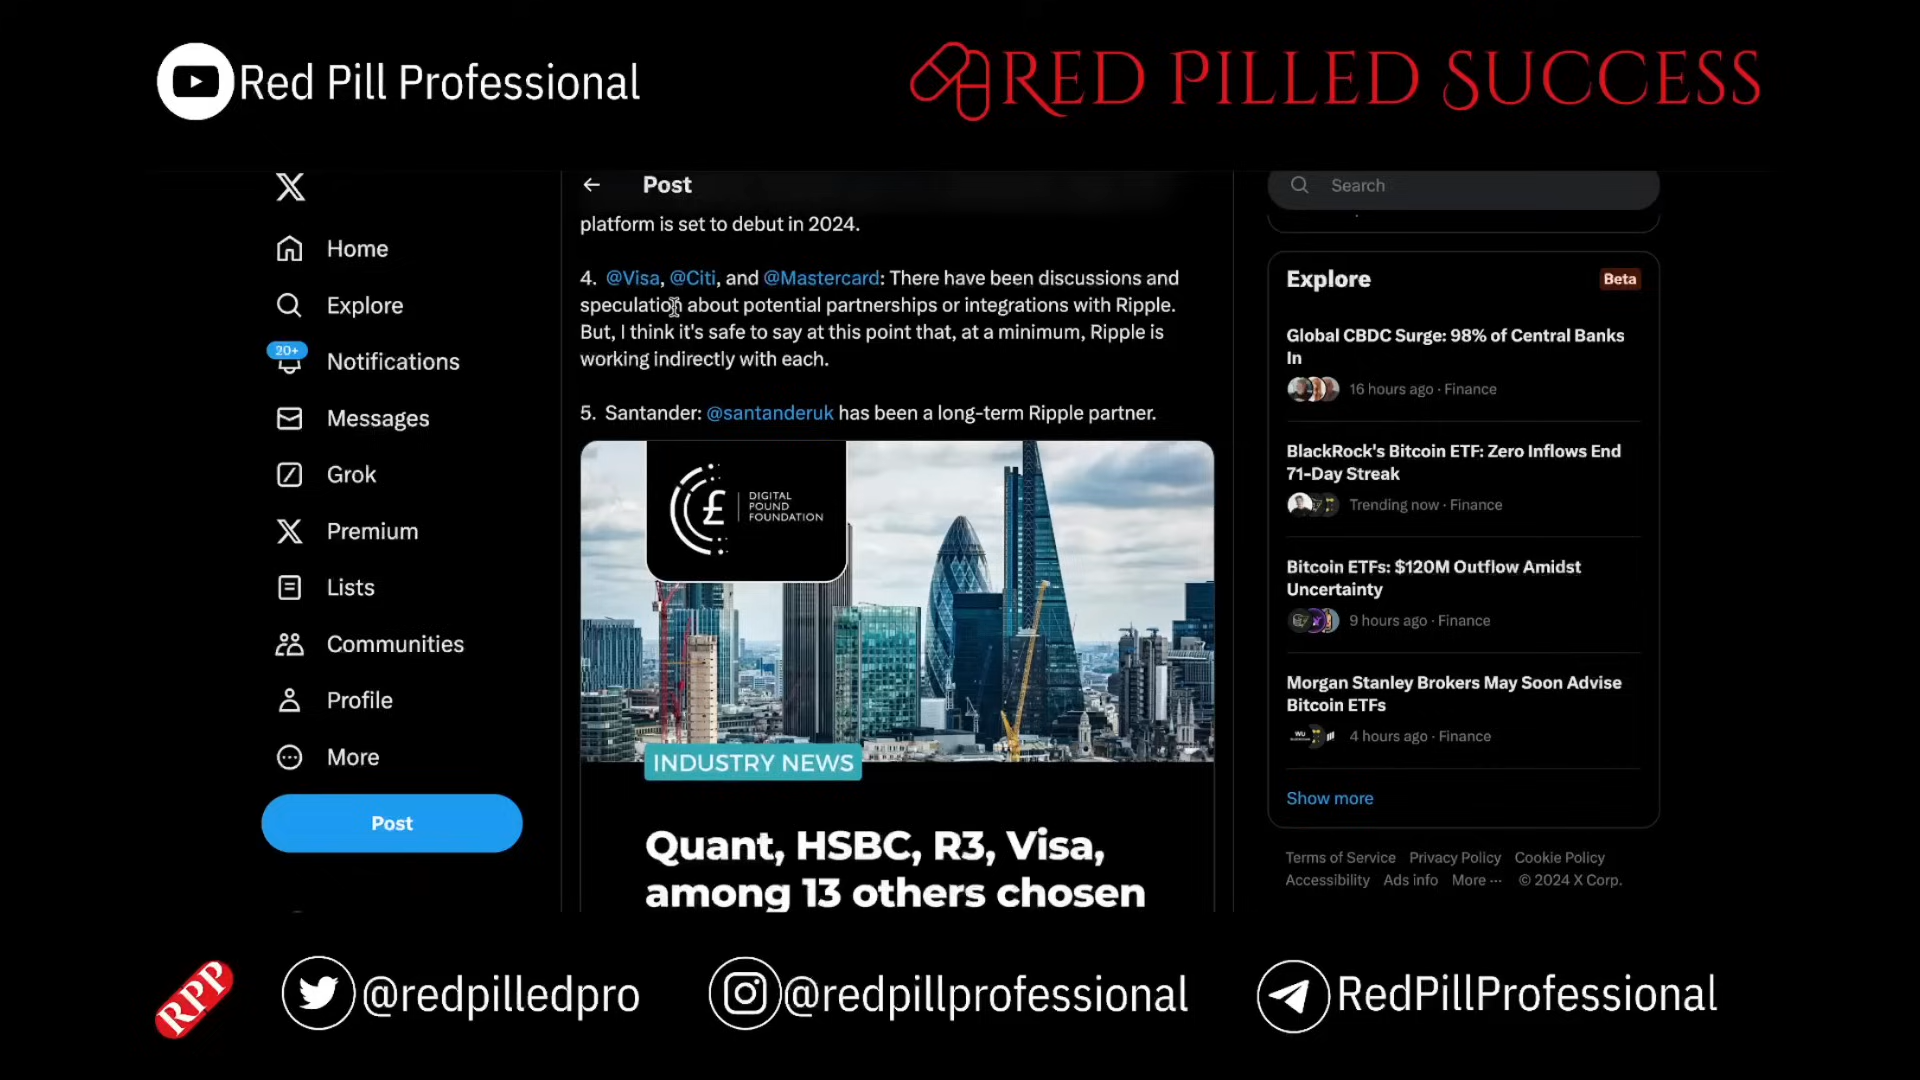 Red Pill Professional
RED PILLED SUCCESS
Home
Explore
20+
Notifications
Messages
Grok
Premium
Lists
Communities
Profile
More
Post
Post
platform is set to debut in 2024.
4. @Visa, @Citi, and @Mastercard: There have been discussions and
speculation about potential partnerships or integrations with Ripple.
But, I think it's safe to say at this point that, at a minimum, Ripple is
working indirectly with each.
5. Santander: @santanderuk has been a long-term Ripple partner.
£
DIGITAL
POUND
FOUNDATION
INDUSTRY NEWS
Quant, HSBC, R3, Visa,
among 13 others chosen
Search
Explore
Beta
Global CBDC Surge: 98% of Central Banks
In
16 hours ago · Finance
BlackRock's Bitcoin ETF: Zero Inflows End
71-Day Streak
Trending now · Finance
Bitcoin ETFs: $120M Outflow Amidst
Uncertainty
9 hours ago · Finance
Morgan Stanley Brokers May Soon Advise
Bitcoin ETFs
4 hours ago · Finance
Show more
Terms of Service Privacy Policy Cookie Policy
Accessibility Ads info More ··· © 2024 X Corp.
RPP
@redpilledpro
@redpillprofessional
RedPillProfessional